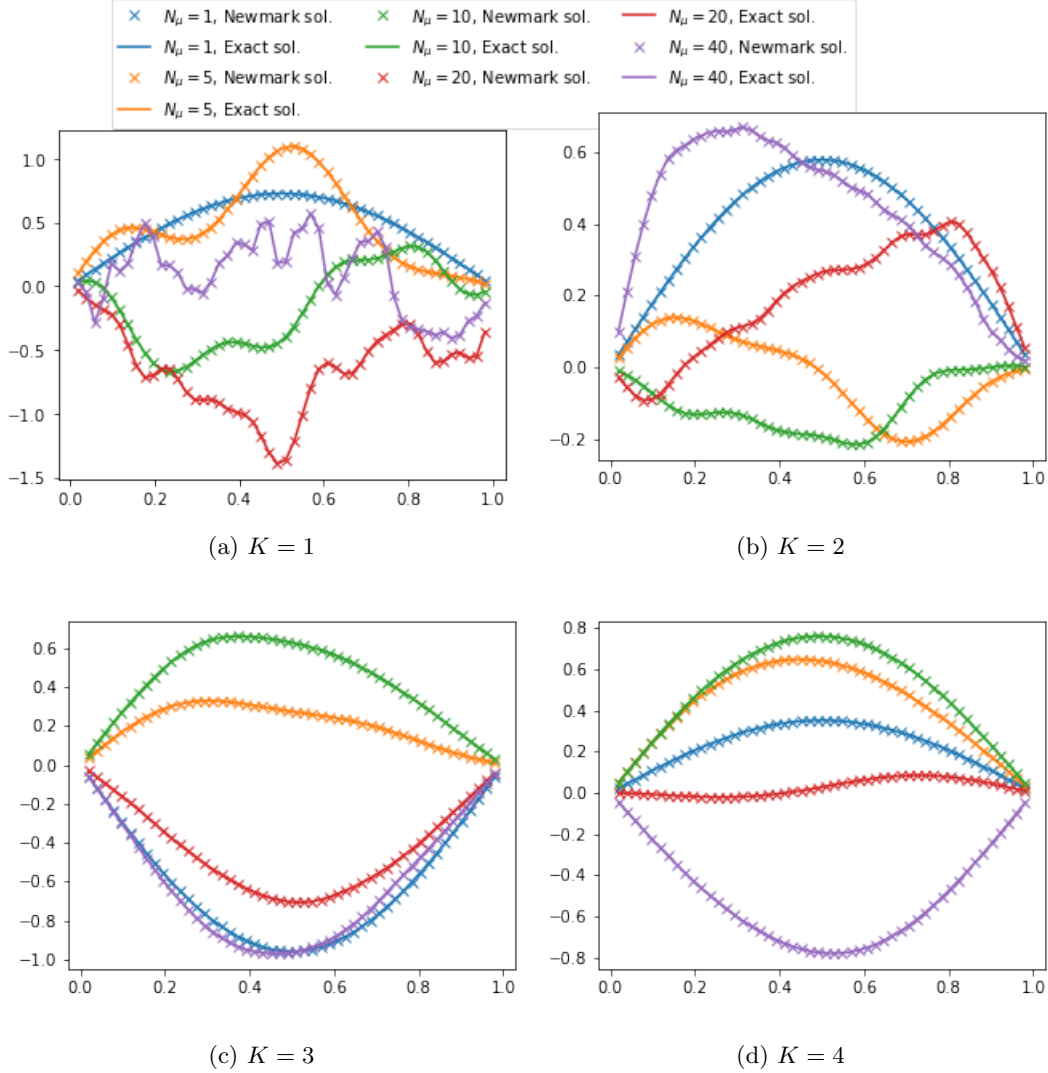 N_μ = 1, Newmark sol.
N_μ = 1, Exact sol.
N_μ = 5, Newmark sol.
N_μ = 5, Exact sol.
N_μ = 10, Newmark sol.
N_μ = 10, Exact sol.
N_μ = 20, Newmark sol.
N_μ = 20, Exact sol.
N_μ = 40, Newmark sol.
N_μ = 40, Exact sol.
1.0
0.5
0.0
−0.5
−1.0
−1.5
0.0 0.2 0.4 0.6 0.8 1.0
(a) K = 1
0.6
0.4
0.2
0.0
−0.2
0.0 0.2 0.4 0.6 0.8 1.0
(b) K = 2
0.6
0.4
0.2
0.0
−0.2
−0.4
−0.6
−0.8
−1.0
0.0 0.2 0.4 0.6 0.8 1.0
(c) K = 3
0.8
0.6
0.4
0.2
0.0
−0.2
−0.4
−0.6
−0.8
0.0 0.2 0.4 0.6 0.8 1.0
(d) K = 4